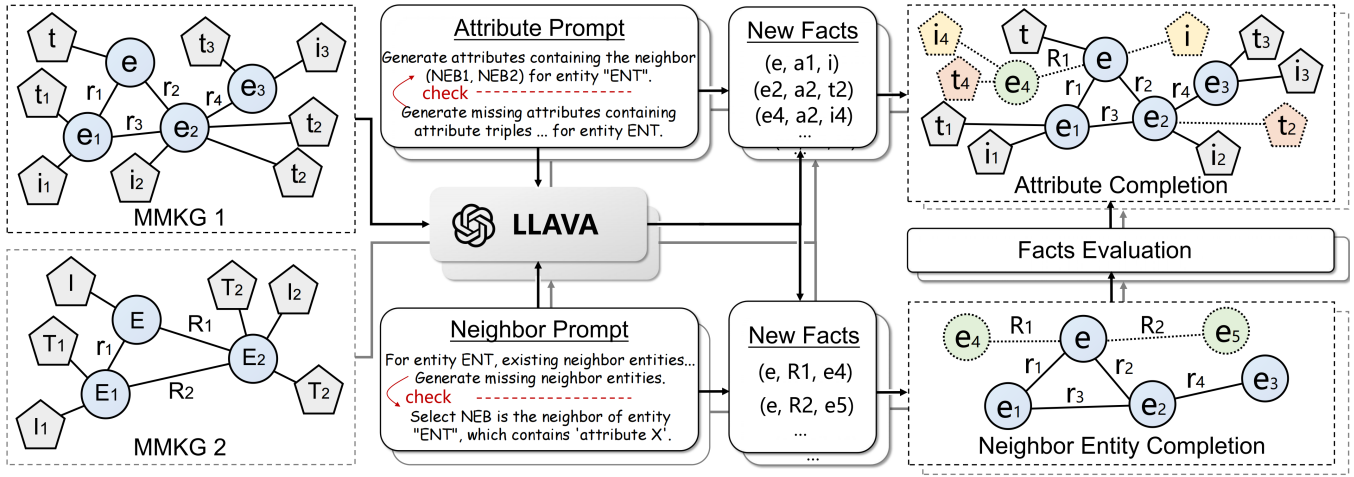 t
e
t3
i3
t1
r1
r2
r4
e3
e1
r3
e2
t2
i1
i2
t2
MMKG 1
I
T2
I2
E
R1
T1
r1
E2
E1
R2
T2
I1
MMKG 2
Attribute Prompt
Generate attributes containing the neighbor
(NEB1, NEB2) for entity "ENT".
check
Generate missing attributes containing
attribute triples ... for entity ENT.
LLAVA
Neighbor Prompt
For entity ENT, existing neighbor entities...
Generate missing neighbor entities.
check
Select NEB is the neighbor of entity
"ENT", which contains 'attribute X'.
New Facts
(e, a1, i)
(e2, a2, t2)
(e4, a2, i4)
...
...
New Facts
(e, R1, e4)
(e, R2, e5)
...
...
i4
t
e
i
t3
R1
t4
e4
r1
r2
r4
e3
i3
t1
e1
r3
e2
t2
i1
i2
Attribute Completion
Facts Evaluation
e4
R1
e
R2
e5
r1
r2
r4
e3
e1
r3
e2
Neighbor Entity Completion